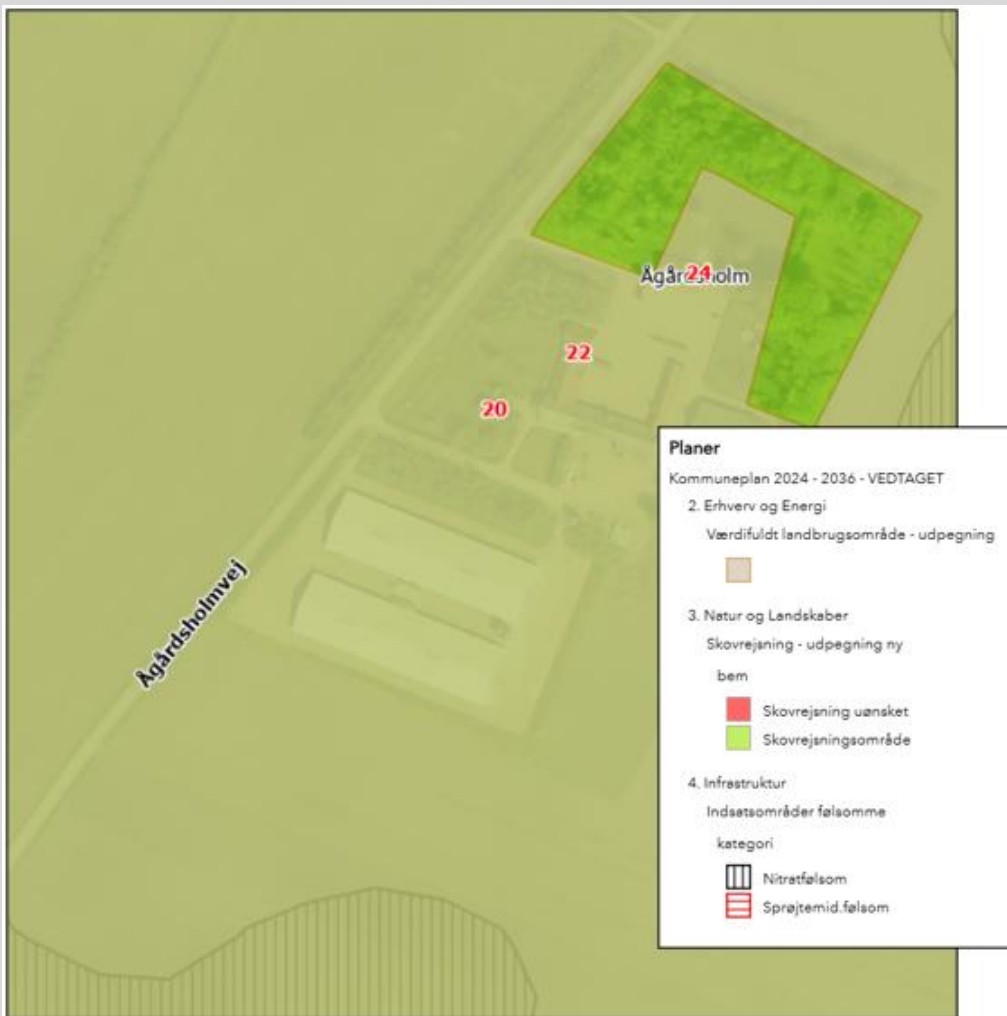 Ågårdsholm
24
22
20
Ågårdsholmvej
Planer
Kommuneplan 2024 - 2036 - VEDTAGET
2. Erhverv og Energi
Værdifuldt landbrugsområde - udpegning
3. Natur og Landskaber
Skovrejsning - udpegning ny
bem
Skovrejsning uønsket
Skovrejsningsområde
4. Infrastruktur
Indsatsområder følsomme
kategori
Nitratfølsom
Sprøjtemid.følsom